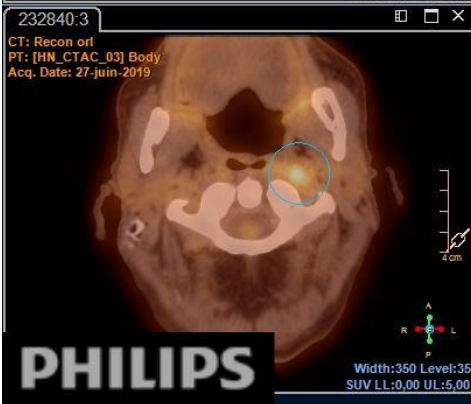 232840:3
CT: Recon orl
PT: [HN_CTAC_03] Body
Acq. Date: 27-juin-2019
4 cm
A
R L
P
PHILIPS
Width:350 Level:35
SUV LL:0,00 UL:5,00